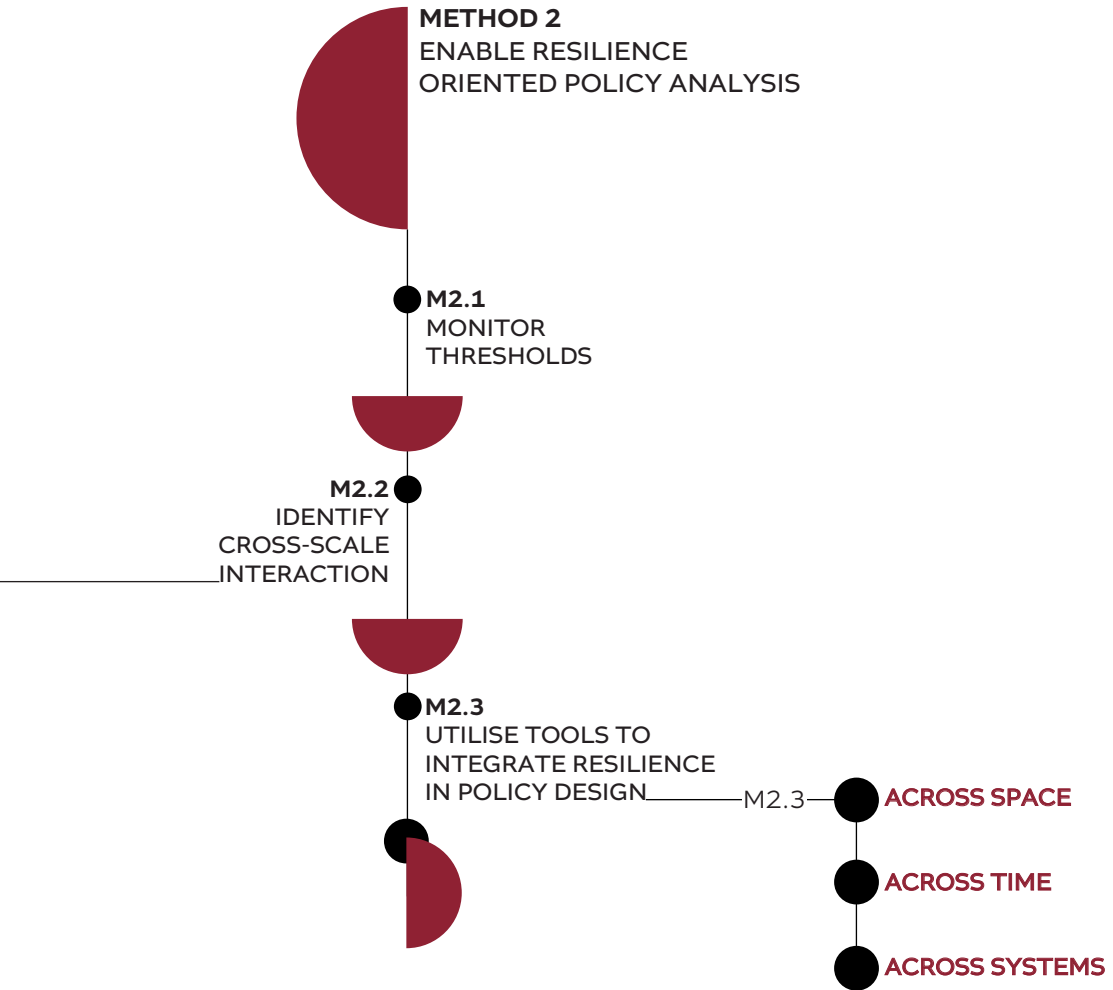 METHOD 2
ENABLE RESILIENCE
ORIENTED POLICY ANALYSIS
M2.1
MONITOR
THRESHOLDS
M2.2
IDENTIFY
CROSS-SCALE
INTERACTION
M2.3
UTILISE TOOLS TO
INTEGRATE RESILIENCE
IN POLICY DESIGN
M2.3
ACROSS SPACE
ACROSS TIME
ACROSS SYSTEMS